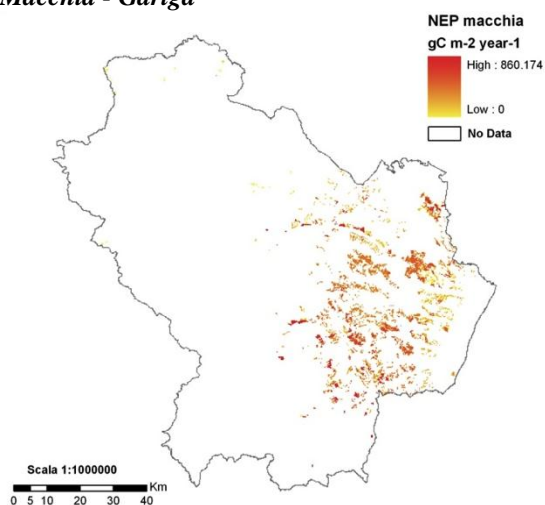 Macchia - Gariga
NEP macchia
gC m-2 year-1
High : 860.174
Low : 0
No Data
Scala 1:1000000
Km
0 5 10 20 30 40